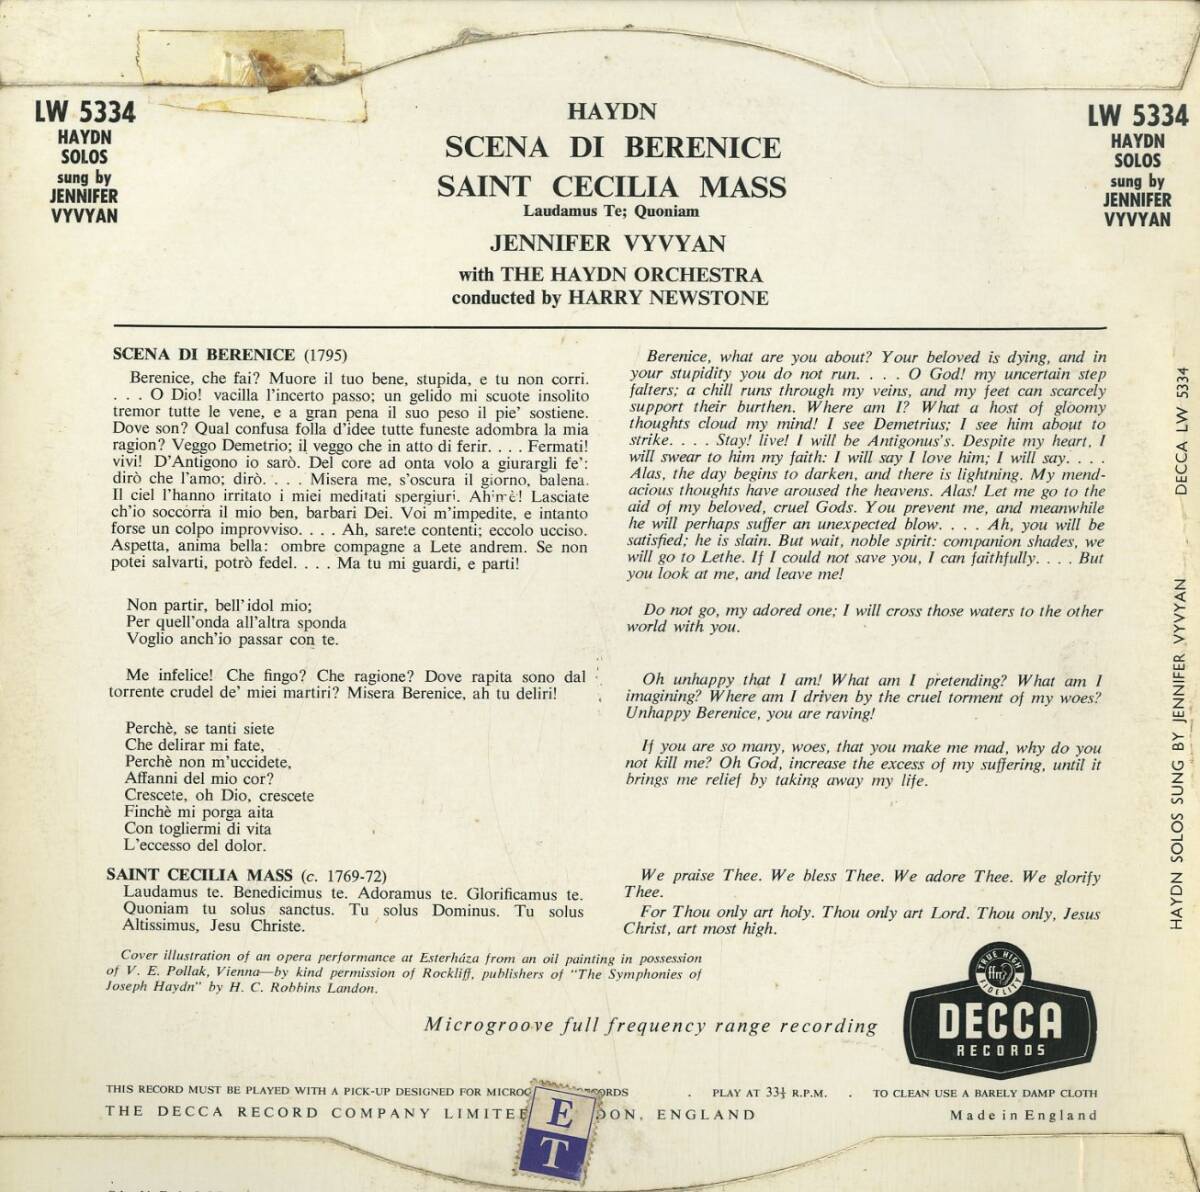 LW 5334
HAYDN
SOLOS
sung by
JENNIFER
VYVYAN
HAYDN
SCENA DI BERENICE
SAINT CECILIA MASS
Laudamus Te; Quoniam
JENNIFER VYVYAN
with THE HAYDN ORCHESTRA
conducted by HARRY NEWSTONE
LW 5334
HAYDN
SOLOS
sung by
JENNIFER
VYVYAN
SCENA DI BERENICE (1795)
Berenice, che fai? Muore il tuo bene, stupida, e tu non corri.
. . . O Dio! vacilla l'incerto passo; un gelido mi scuote insolito
tremor tutte le vene, e a gran pena il suo peso il pie' sostiene.
Dove son? Qual confusa folla d'idee tutte funeste adombra la mia
ragion? Veggo Demetrio; il veggo che in atto di ferir. . . . Fermati!
vivi! D'Antigono io sarò. Del core ad onta volo a giurargli fe':
dirò che l'amo; dirò. . . . Misera me, s'oscura il giorno, balena.
Il ciel l'hanno irritato i miei meditati spergiuri. Ahimè! Lasciate
ch'io soccorra il mio ben, barbari Dei. Voi m'impedite, e intanto
forse un colpo improvviso. . . . Ah, sarete contenti; eccolo ucciso.
Aspetta, anima bella: ombre compagne a Lete andrem. Se non
potei salvarti, potrò fedel. . . . Ma tu mi guardi, e parti!
Non partir, bell'idol mio;
Per quell'onda all'altra sponda
Voglio anch'io passar con te.
Me infelice! Che fingo? Che ragione? Dove rapita sono dal
torrente crudel de' miei martiri? Misera Berenice, ah tu deliri!
Perchè, se tanti siete
Che delirar mi fate,
Perchè non m'uccidete,
Affanni del mio cor?
Crescete, oh Dio, crescete
Finchè mi porga aita
Con togliermi di vita
L'eccesso del dolor.
SAINT CECILIA MASS (c. 1769-72)
Laudamus te. Benedicimus te. Adoramus te. Glorificamus te.
Quoniam tu solus sanctus. Tu solus Dominus. Tu solus
Altissimus, Jesu Christe.
Berenice, what are you about? Your beloved is dying, and in
your stupidity you do not run. . . . O God! my uncertain step
falters; a chill runs through my veins, and my feet can scarcely
support their burthen. Where am I? What a host of gloomy
thoughts cloud my mind! I see Demetrius; I see him about to
strike. . . . Stay! live! I will be Antigonus's. Despite my heart, I
will swear to him my faith: I will say I love him; I will say. . . .
Alas, the day begins to darken, and there is lightning. My mend-
acious thoughts have aroused the heavens. Alas! Let me go to the
aid of my beloved, cruel Gods. You prevent me, and meanwhile
he will perhaps suffer an unexpected blow. . . . Ah, you will be
satisfied; he is slain. But wait, noble spirit: companion shades, we
will go to Lethe. If I could not save you, I can faithfully. . . . But
you look at me, and leave me!
Do not go, my adored one; I will cross those waters to the other
world with you.
Oh unhappy that I am! What am I pretending? What am I
imagining? Where am I driven by the cruel torment of my woes?
Unhappy Berenice, you are raving!
If you are so many, woes, that you make me mad, why do you
not kill me? Oh God, increase the excess of my suffering, until it
brings me relief by taking away my life.
We praise Thee. We bless Thee. We adore Thee. We glorify
Thee.
For Thou only art holy. Thou only art Lord. Thou only, Jesus
Christ, art most high.
Cover illustration of an opera performance at Esterháza from an oil painting in possession
of V. E. Pollak, Vienna—by kind permission of Rockliff, publishers of "The Symphonies of
Joseph Haydn" by H. C. Robbins Landon.
Microgroove full frequency range recording
TRUE HIGH
ffrr
FIDELITY
DECCA
RECORDS
THIS RECORD MUST BE PLAYED WITH A PICK-UP DESIGNED FOR . PLAY AT 33⅓ R.P.M. . TO CLEAN USE A BARELY DAMP CLOTH
THE DECCA RECORD COMPANY ENGLAND
Made in England
E
T
HAYDN SOLOS SUNG BY JENNIFER VYVYAN DECCA LW 5334